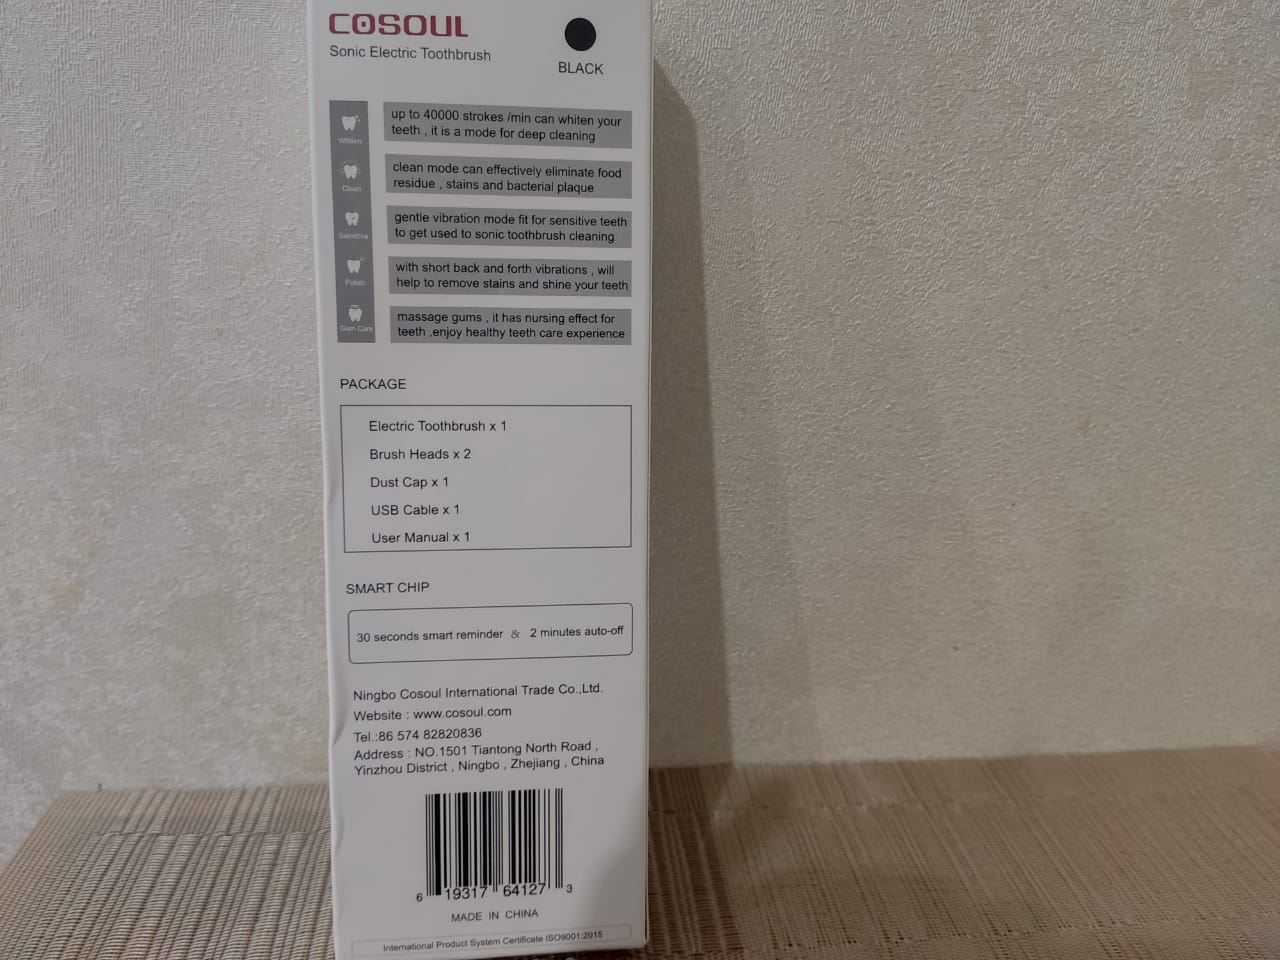 COSOUL
Sonic Electric Toothbrush
BLACK
Whiten
up to 40000 strokes /min can whiten your
teeth , it is a mode for deep cleaning
Clean
clean mode can effectively eliminate food
residue , stains and bacterial plaque
Sensitive
gentle vibration mode fit for sensitive teeth
to get used to sonic toothbrush cleaning
Polish
with short back and forth vibrations , will
help to remove stains and shine your teeth
Gum Care
massage gums , it has nursing effect for
teeth ,enjoy healthy teeth care experience
PACKAGE
Electric Toothbrush x 1
Brush Heads x 2
Dust Cap x 1
USB Cable x 1
User Manual x 1
SMART CHIP
30 seconds smart reminder & 2 minutes auto-off
Ningbo Cosoul International Trade Co.,Ltd.
Website : www.cosoul.com
Tel.:86 574 82820836
Address : NO.1501 Tiantong North Road ,
Yinzhou District , Ningbo , Zhejiang , China
6 19317 64127 3
MADE IN CHINA
International Product System Certificate ISO9001:2015